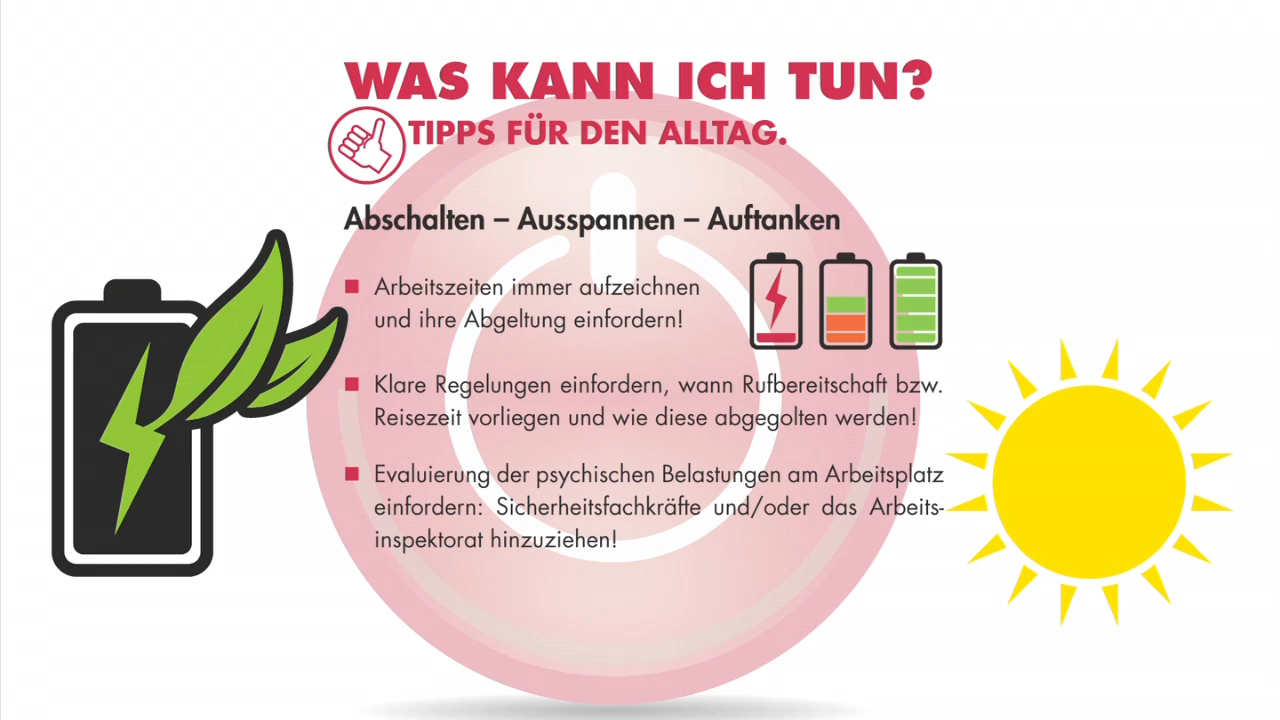 WAS KANN ICH TUN?
TIPPS FÜR DEN ALLTAG.
Abschalten – Ausspannen – Auftanken
Arbeitszeiten immer aufzeichnen
und ihre Abgeltung einfordern!
Klare Regelungen einfordern, wann Rufbereitschaft bzw.
Reisezeit vorliegen und wie diese abgegolten werden!
Evaluierung der psychischen Belastungen am Arbeitsplatz
einfordern: Sicherheitsfachkräfte und/oder das Arbeits-
inspektorat hinzuziehen!